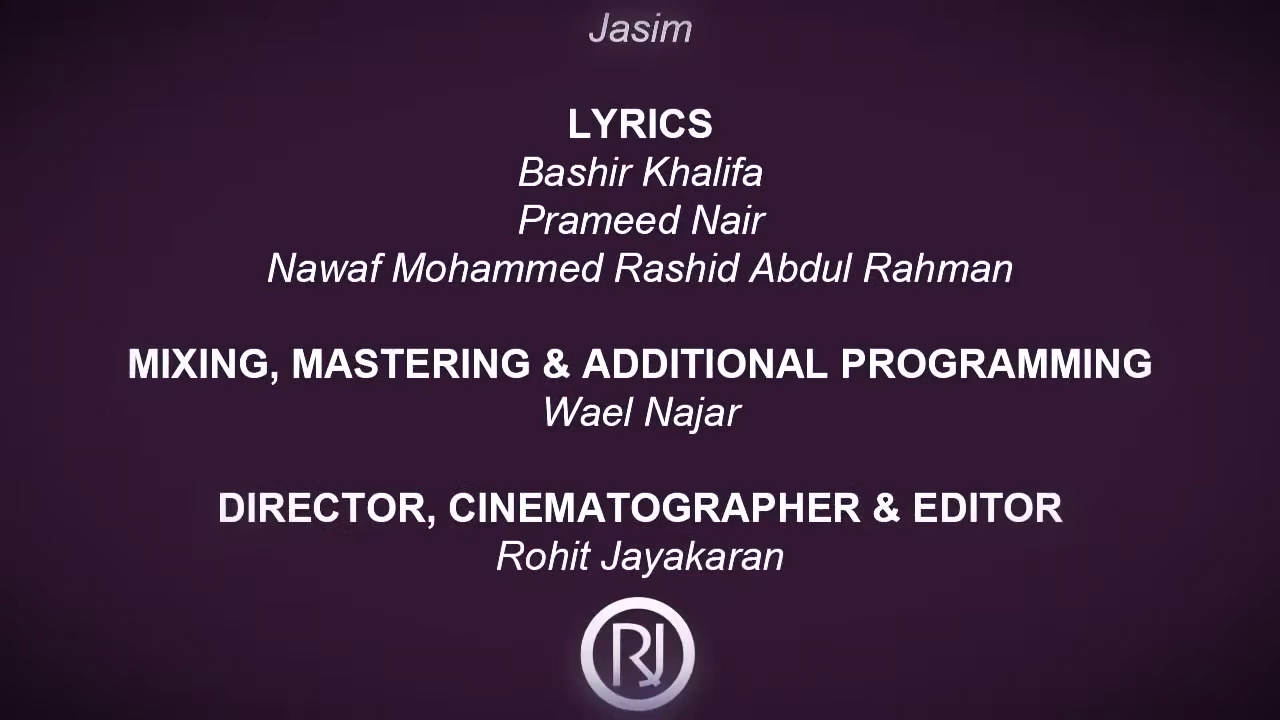 Jasim
LYRICS
Bashir Khalifa
Prameed Nair
Nawaf Mohammed Rashid Abdul Rahman
MIXING, MASTERING & ADDITIONAL PROGRAMMING
Wael Najar
DIRECTOR, CINEMATOGRAPHER & EDITOR
Rohit Jayakaran
RJ